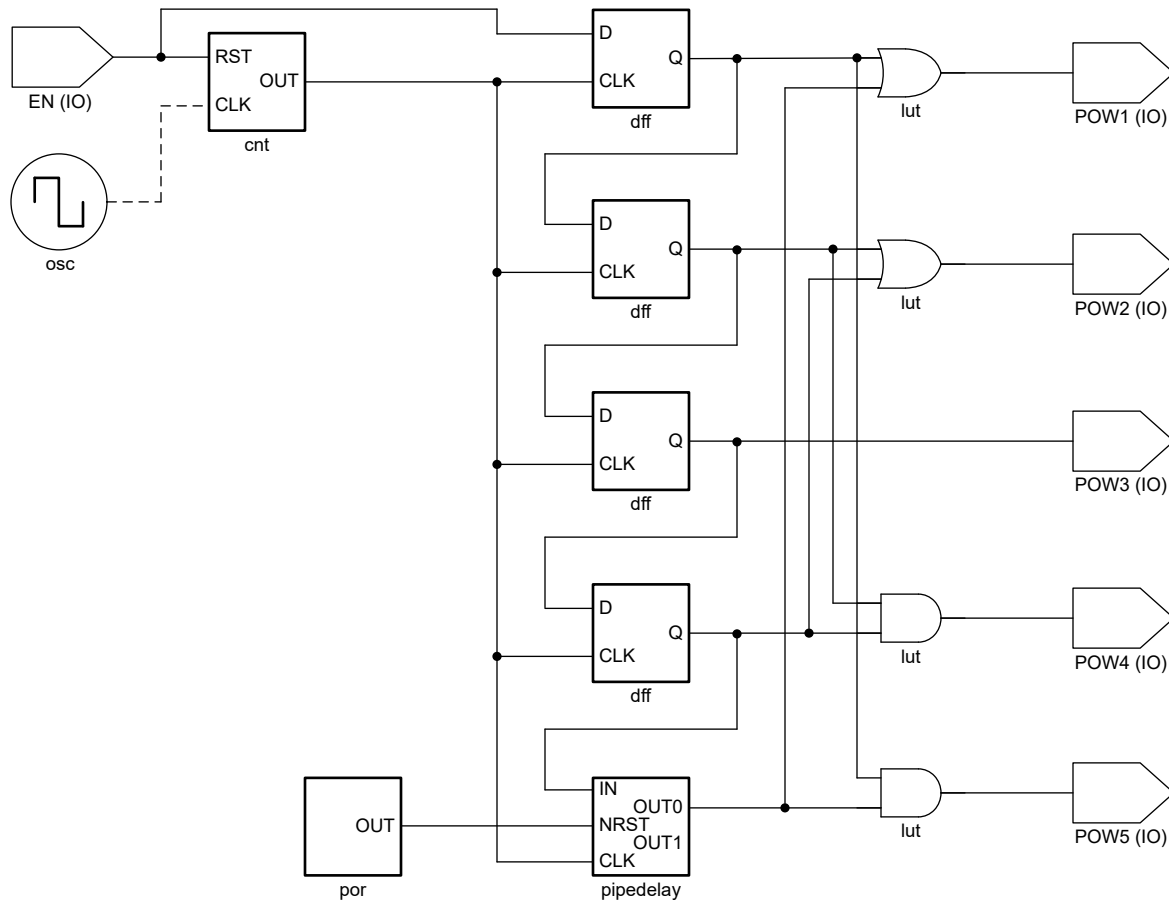 EN (IO)
RST
OUT
CLK
cnt
osc
D
Q
CLK
dff
lut
POW1 (IO)
D
Q
CLK
dff
lut
POW2 (IO)
D
Q
CLK
dff
POW3 (IO)
D
Q
CLK
dff
lut
POW4 (IO)
OUT
por
IN
OUT0
NRST
OUT1
CLK
pipedelay
lut
POW5 (IO)